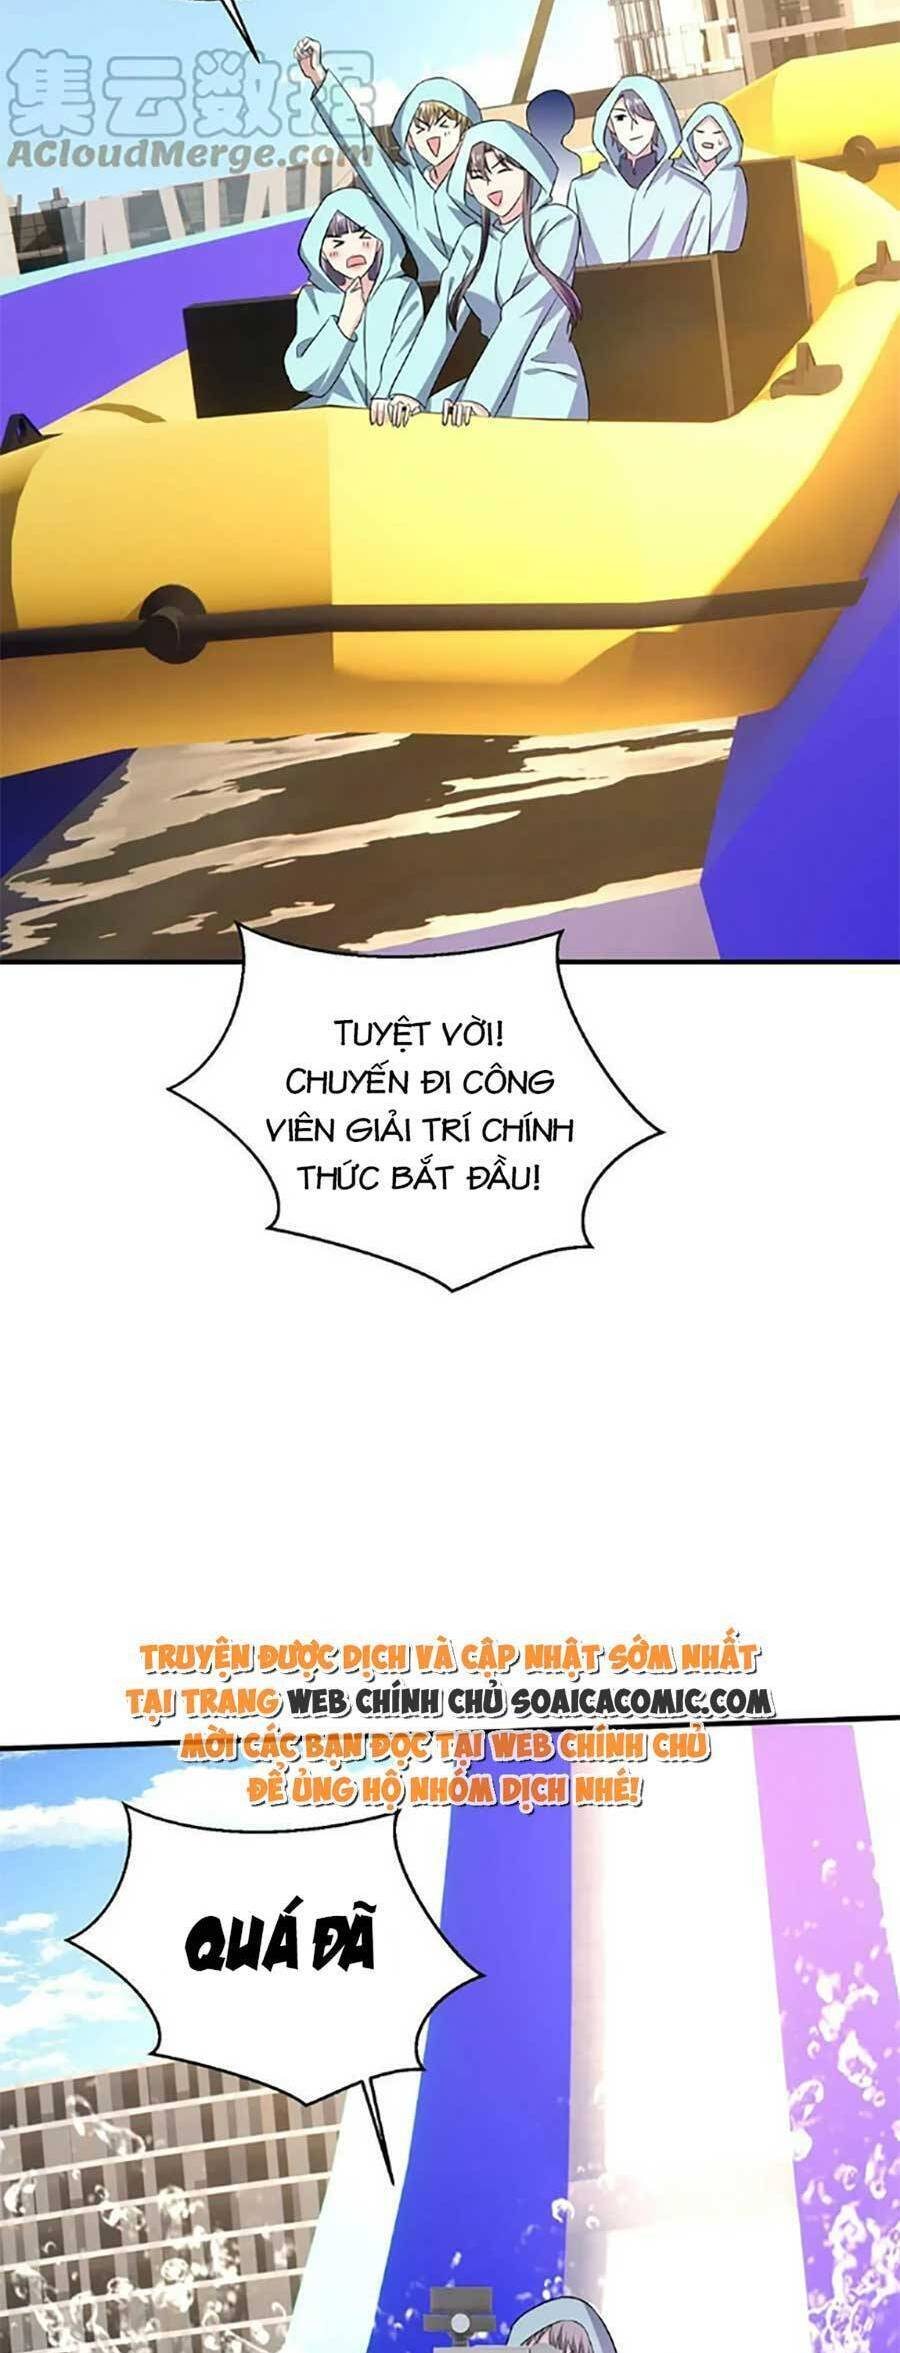 集云数据
ACloudMerge.com
TUYỆT VỜI!
CHUYẾN ĐI CÔNG
VIÊN GIẢI TRÍ CHÍNH
THỨC BẮT ĐẦU!
TRUYỆN ĐƯỢC DỊCH VÀ CẬP NHẬT SỚM NHẤT
TẠI TRANG WEB CHÍNH CHỦ SOAICACOMIC.COM
MỜI CÁC BẠN ĐỌC TẠI WEB CHÍNH CHỦ
ĐỂ ỦNG HỘ NHÓM DỊCH NHÉ!
QUÁ ĐÃ